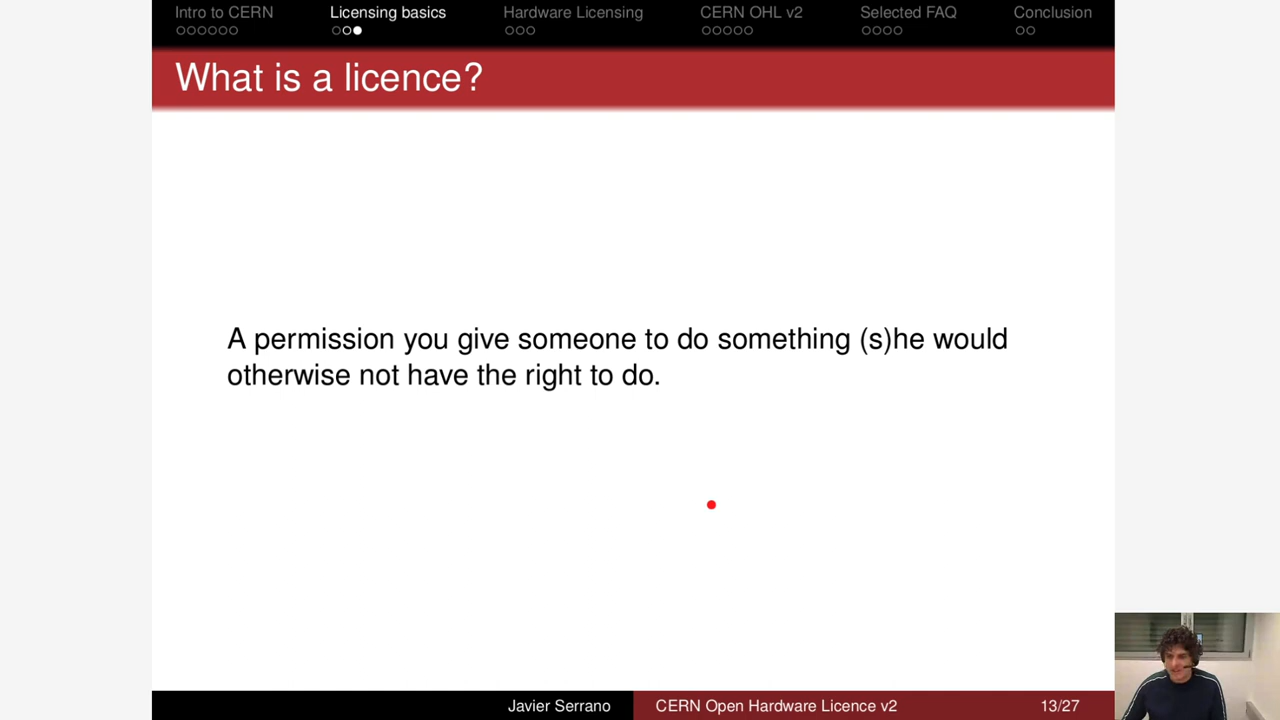 Intro to CERN
Licensing basics
Hardware Licensing
CERN OHL v2
Selected FAQ
Conclusion
What is a licence?
A permission you give someone to do something (s)he would
otherwise not have the right to do.
Javier Serrano
CERN Open Hardware Licence v2
13/27